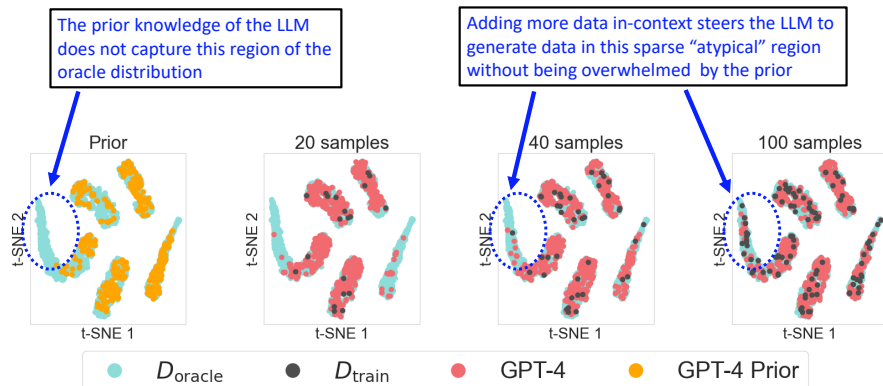 The prior knowledge of the LLM
does not capture this region of the
oracle distribution
Adding more data in-context steers the LLM to
generate data in this sparse “atypical” region
without being overwhelmed by the prior
Prior
20 samples
40 samples
100 samples
t-SNE 2
t-SNE 2
t-SNE 2
t-SNE 2
t-SNE 1
t-SNE 1
t-SNE 1
t-SNE 1
D_oracle
D_train
GPT-4
GPT-4 Prior